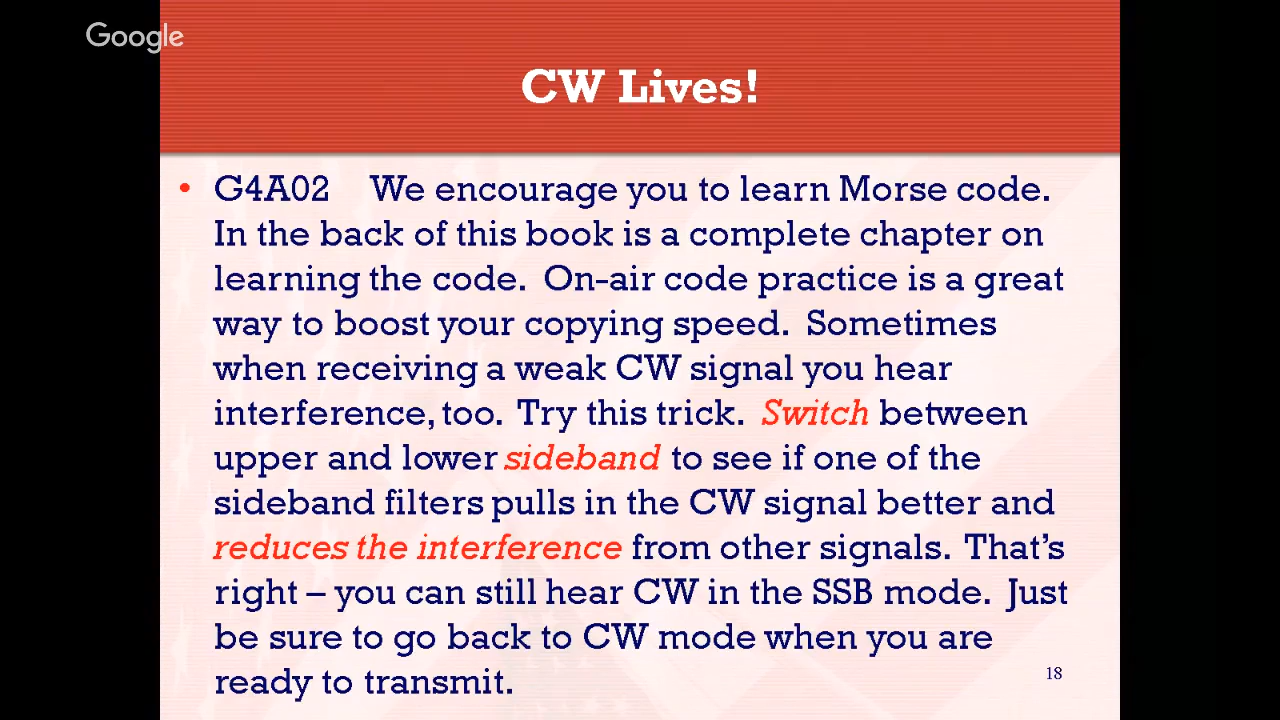 Google
CW Lives!
• G4A02 We encourage you to learn Morse code.
In the back of this book is a complete chapter on
learning the code. On-air code practice is a great
way to boost your copying speed. Sometimes
when receiving a weak CW signal you hear
interference, too. Try this trick. Switch between
upper and lower sideband to see if one of the
sideband filters pulls in the CW signal better and
reduces the interference from other signals. That's
right – you can still hear CW in the SSB mode. Just
be sure to go back to CW mode when you are
ready to transmit.
18